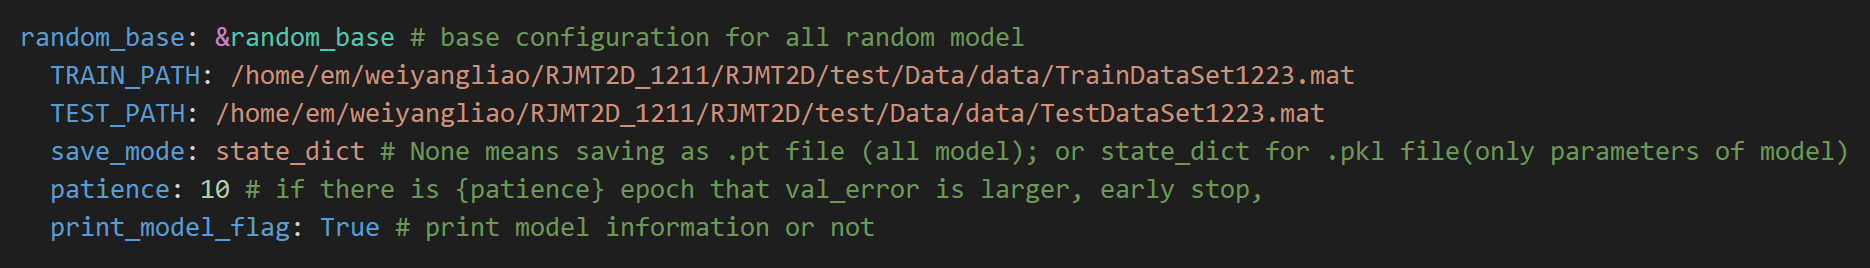 random_base: &random_base # base configuration for all random model
TRAIN_PATH: /home/em/weiyangliao/RJMT2D_1211/RJMT2D/test/Data/data/TrainDataSet1223.mat
TEST_PATH: /home/em/weiyangliao/RJMT2D_1211/RJMT2D/test/Data/data/TestDataSet1223.mat
save_mode: state_dict # None means saving as .pt file (all model); or state_dict for .pkl file(only parameters of model)
patience: 10 # if there is {patience} epoch that val_error is larger, early stop,
print_model_flag: True # print model information or not